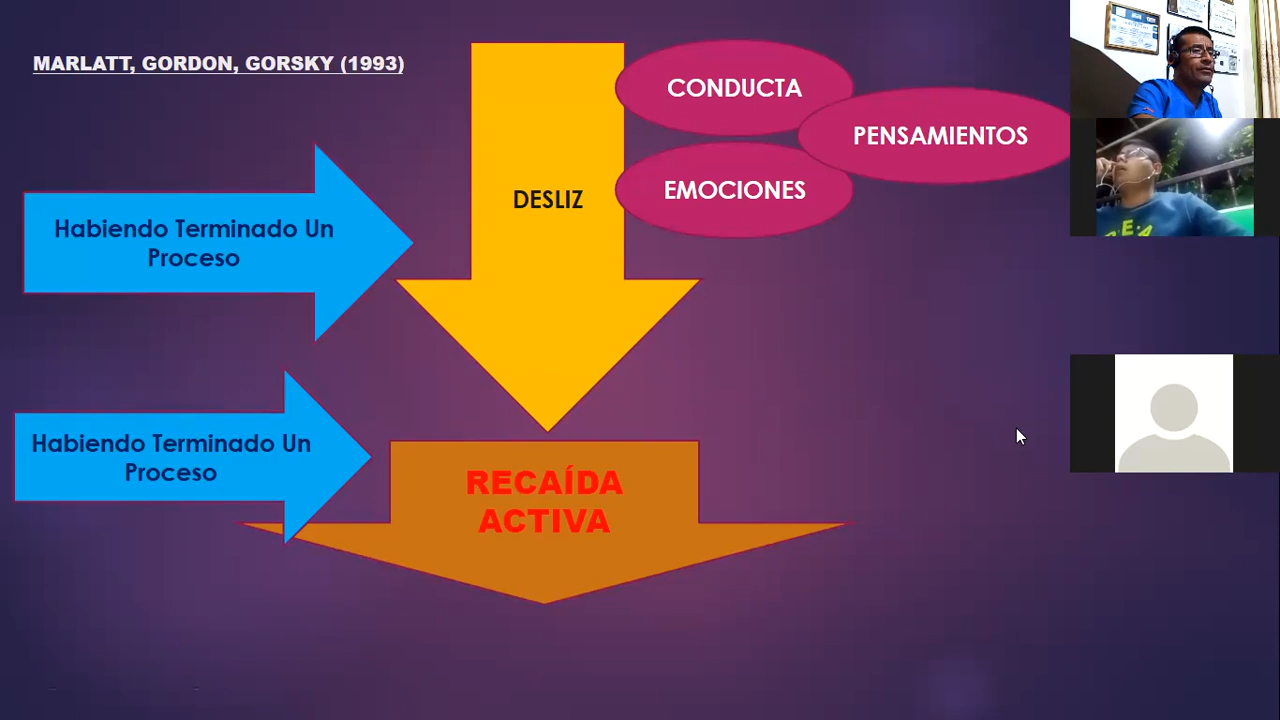 MARLATT, GORDON, GORSKY (1993)
CONDUCTA
PENSAMIENTOS
EMOCIONES
DESLIZ
Habiendo Terminado Un
Proceso
Habiendo Terminado Un
Proceso
RECAÍDA
ACTIVA